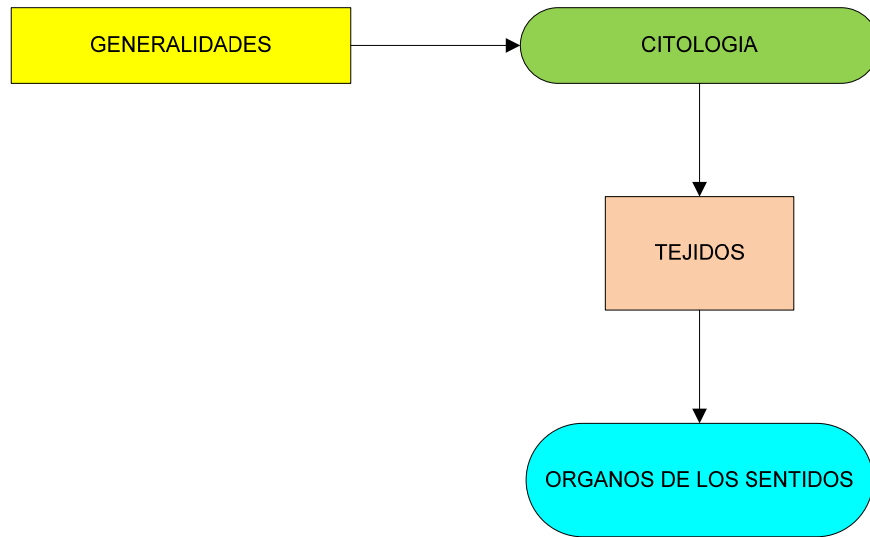 GENERALIDADES
CITOLOGIA
TEJIDOS
ORGANOS DE LOS SENTIDOS